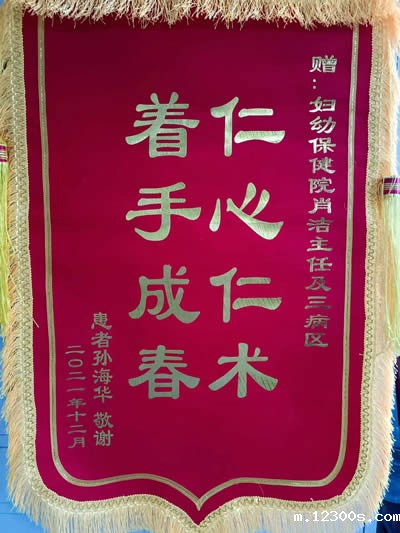 赠：妇幼保健院肖洁主任及三病区
仁心仁术
着手成春
患者孙海华 敬谢
二〇二一年十二月
m.12300s.com